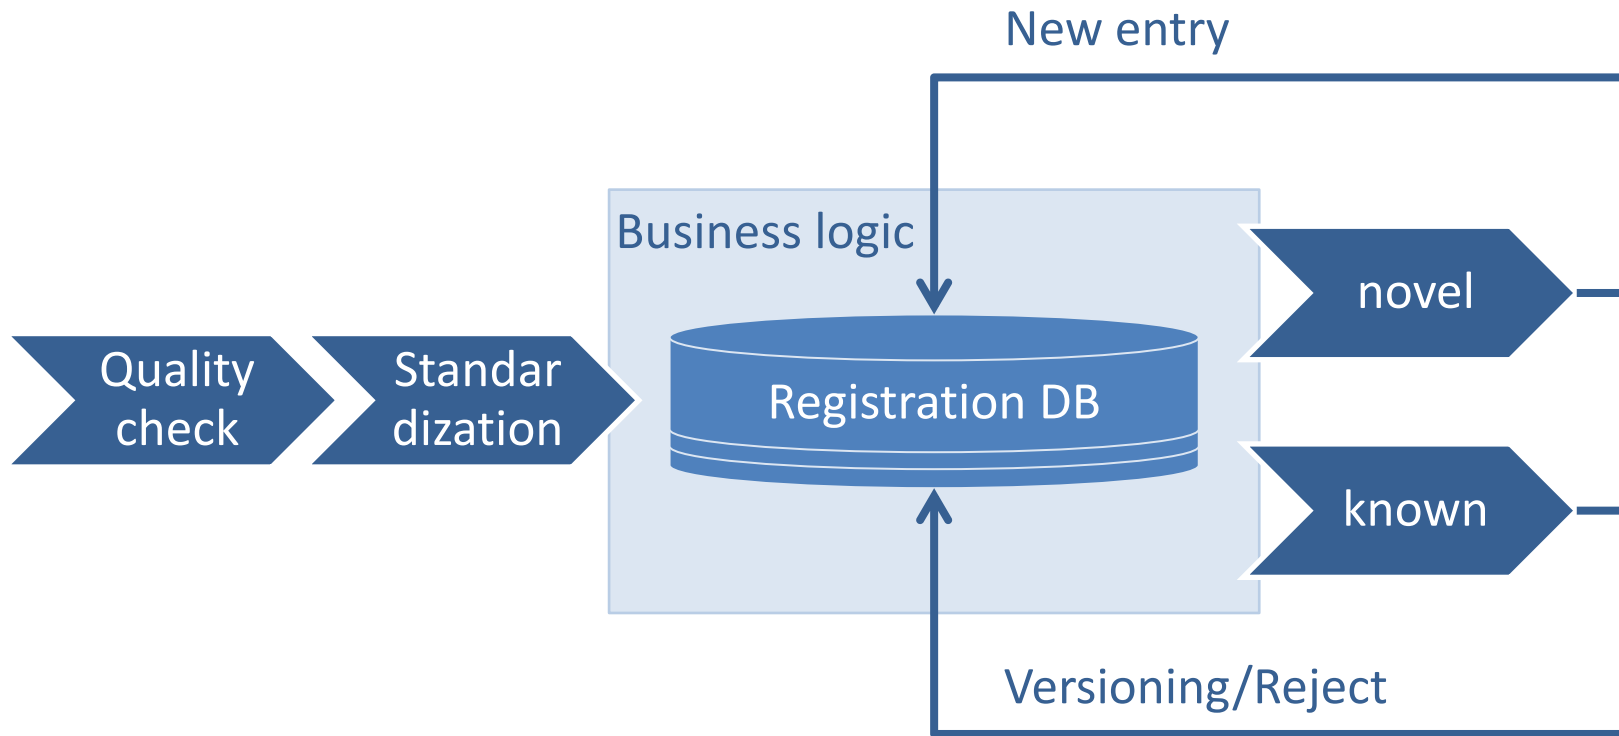 New entry
Business logic
Quality
check
Standar
dization
Registration DB
novel
known
Versioning/Reject